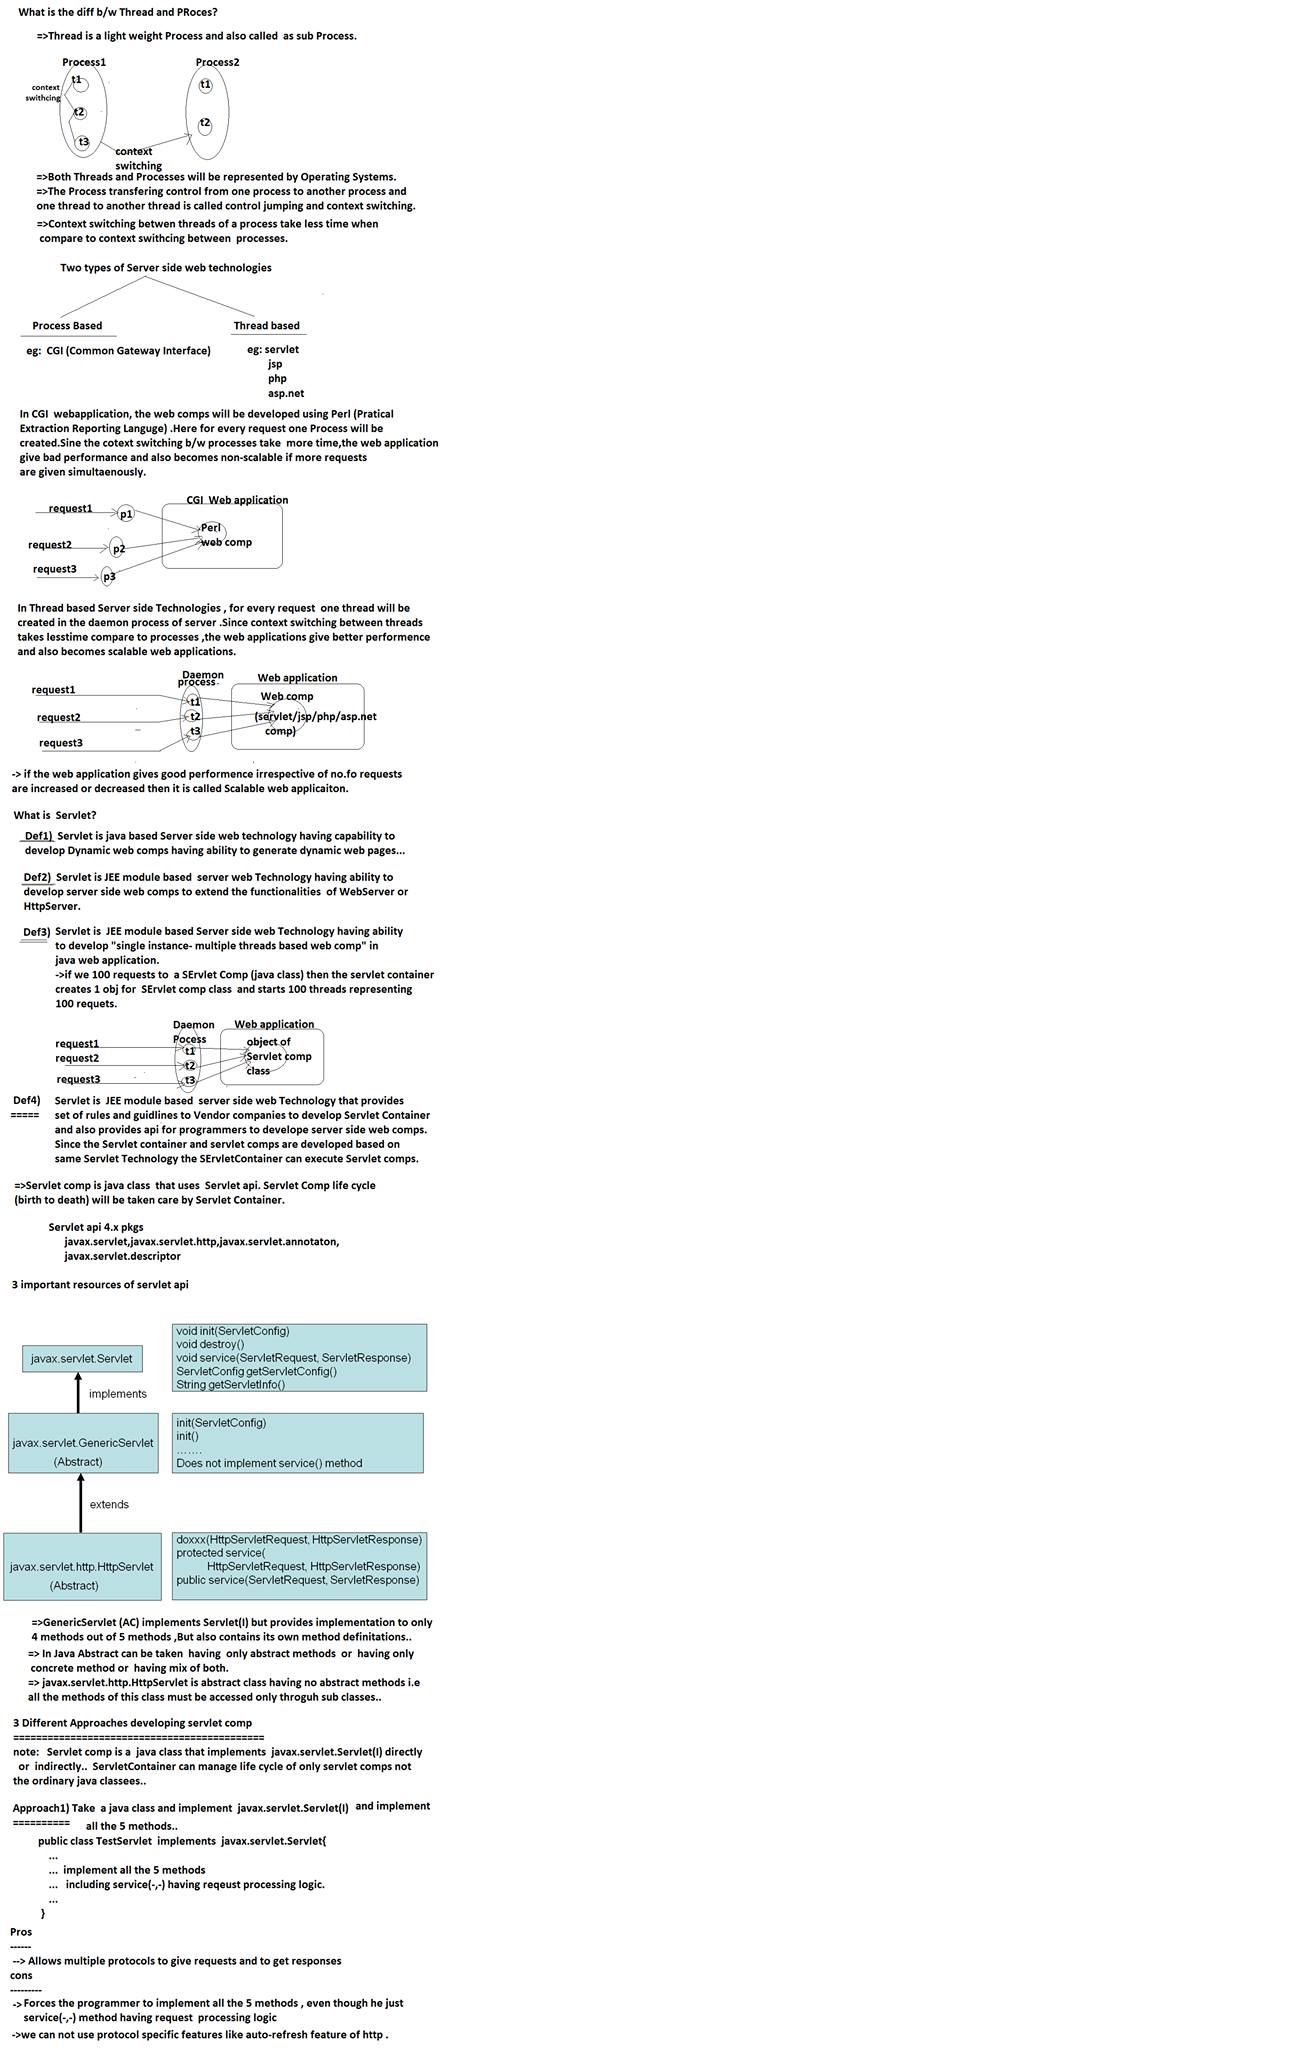 What is the diff b/w Thread and PRoces?
=>Thread is a light weight Process and also called  as sub Process.
Process1
Process2
t1
t1
context
swithcing
t2
t2
t3
context
switching
=>Both Threads and Processes will be represented by Operating Systems.
=>The Process transfering control from one process to another process and
one thread to another thread is called control jumping and context switching.
=>Context switching betwen threads of a process take less time when
compare to context swithcing between  processes.
Two types of Server side web technologies
Process Based
Thread based
eg:  CGI (Common Gateway Interface)
eg: servlet
jsp
php
asp.net
In CGI  webapplication, the web comps will be developed using Perl (Pratical
Extraction Reporting Languge) .Here for every request one Process will be
created.Sine the cotext switching b/w processes take  more time,the web application
give bad performance and also becomes non-scalable if more requests
are given simultaenously.
CGI  Web application
request1
p1
Perl
web comp
request2
p2
request3
p3
In Thread based Server side Technologies , for every request  one thread will be
created in the daemon process of server .Since context switching between threads
takes lesstime compare to processes ,the web applications give better performence
and also becomes scalable web applications.
Daemon
process
Web application
request1
Web comp
t1
request2
t2
(servlet/jsp/php/asp.net
comp)
t3
request3
-> if the web application gives good performence irrespective of no.fo requests
are increased or decreased then it is called Scalable web applicaiton.
What is  Servlet?
Def1)  Servlet is java based Server side web technology having capability to
develop Dynamic web comps having ability to generate dynamic web pages...
Def2)  Servlet is JEE module based  server web Technology having ability to
develop server side web comps to extend the functionalities  of WebServer or
HttpServer.
Def3)  Servlet is  JEE module based Server side web Technology having ability
to develop "single instance- multiple threads based web comp" in
java web application.
->if we 100 requests to  a SErvlet Comp (java class) then the servlet container
creates 1 obj for  SErvlet comp class  and starts 100 threads representing
100 requets.
Daemon
Pocess
Web application
request1
t1
object of
Servlet comp
class
request2
t2
request3
t3
Def4)  Servlet is  JEE module based  server side web Technology that provides
===== set of rules and guidlines to Vendor companies to develop Servlet Container
and also provides api for programmers to develope server side web comps.
Since the Servlet container and servlet comps are developed based on
same Servlet Technology the SErvletContainer can execute Servlet comps.
=>Servlet comp is java class  that uses  Servlet api. Servlet Comp life cycle
(birth to death) will be taken care by Servlet Container.
Servlet api 4.x pkgs
javax.servlet,javax.servlet.http,javax.servlet.annotaton,
javax.servlet.descriptor
3 important resources of servlet api
javax.servlet.Servlet
void init(ServletConfig)
void destroy()
void service(ServletRequest, ServletResponse)
ServletConfig getServletConfig()
String getServletInfo()
implements
javax.servlet.GenericServlet
(Abstract)
init(ServletConfig)
init()
.......
Does not implement service() method
extends
javax.servlet.http.HttpServlet
(Abstract)
doxxx(HttpServletRequest, HttpServletResponse)
protected service(
HttpServletRequest, HttpServletResponse)
public service(ServletRequest, ServletResponse)
=>GenericServlet (AC) implements Servlet(I) but provides implementation to only
4 methods out of 5 methods ,But also contains its own method definitations..
=> In Java Abstract can be taken  having  only abstract methods  or  having only
concrete method or  having mix of both.
=> javax.servlet.http.HttpServlet is abstract class having no abstract methods i.e
all the methods of this class must be accessed only throguh sub classes..
3 Different Approaches developing servlet comp
============================================
note:   Servlet comp is a  java class that implements  javax.servlet.Servlet(I) directly
or  indirectly..  ServletContainer can manage life cycle of only servlet comps not
the ordinary java classees..
Approach1) Take  a java class and implement  javax.servlet.Servlet(I)  and implement
========== all the 5 methods..
public class TestServlet  implements  javax.servlet.Servlet{
...
...  implement all the 5 methods
...   including service(-,-) having reqeust processing logic.
...
}
Pros
------
--> Allows multiple protocols to give requests and to get responses
cons
---------
-> Forces the programmer to implement all the 5 methods , even though he just
service(-,-) method having request  processing logic
->we can not use protocol specific features like auto-refresh feature of http .